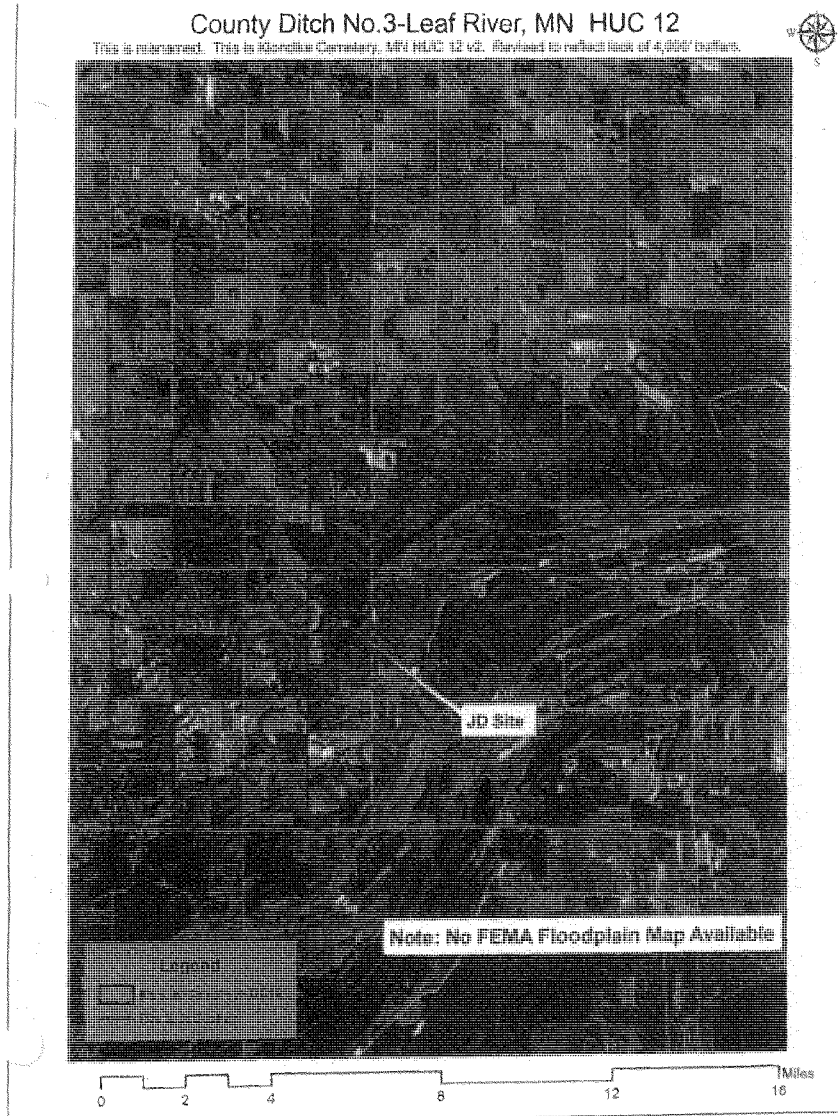 County Ditch No.3-Leaf River, MN HUC 12
This is renamed. This is Klondike Cemetery, MN HUC 12 v2. Revised to reflect lack of 4,000' buffers.
W
S
JD Site
Note: No FEMA Floodplain Map Available
Legend
Miles
0 2 4 8 12 16